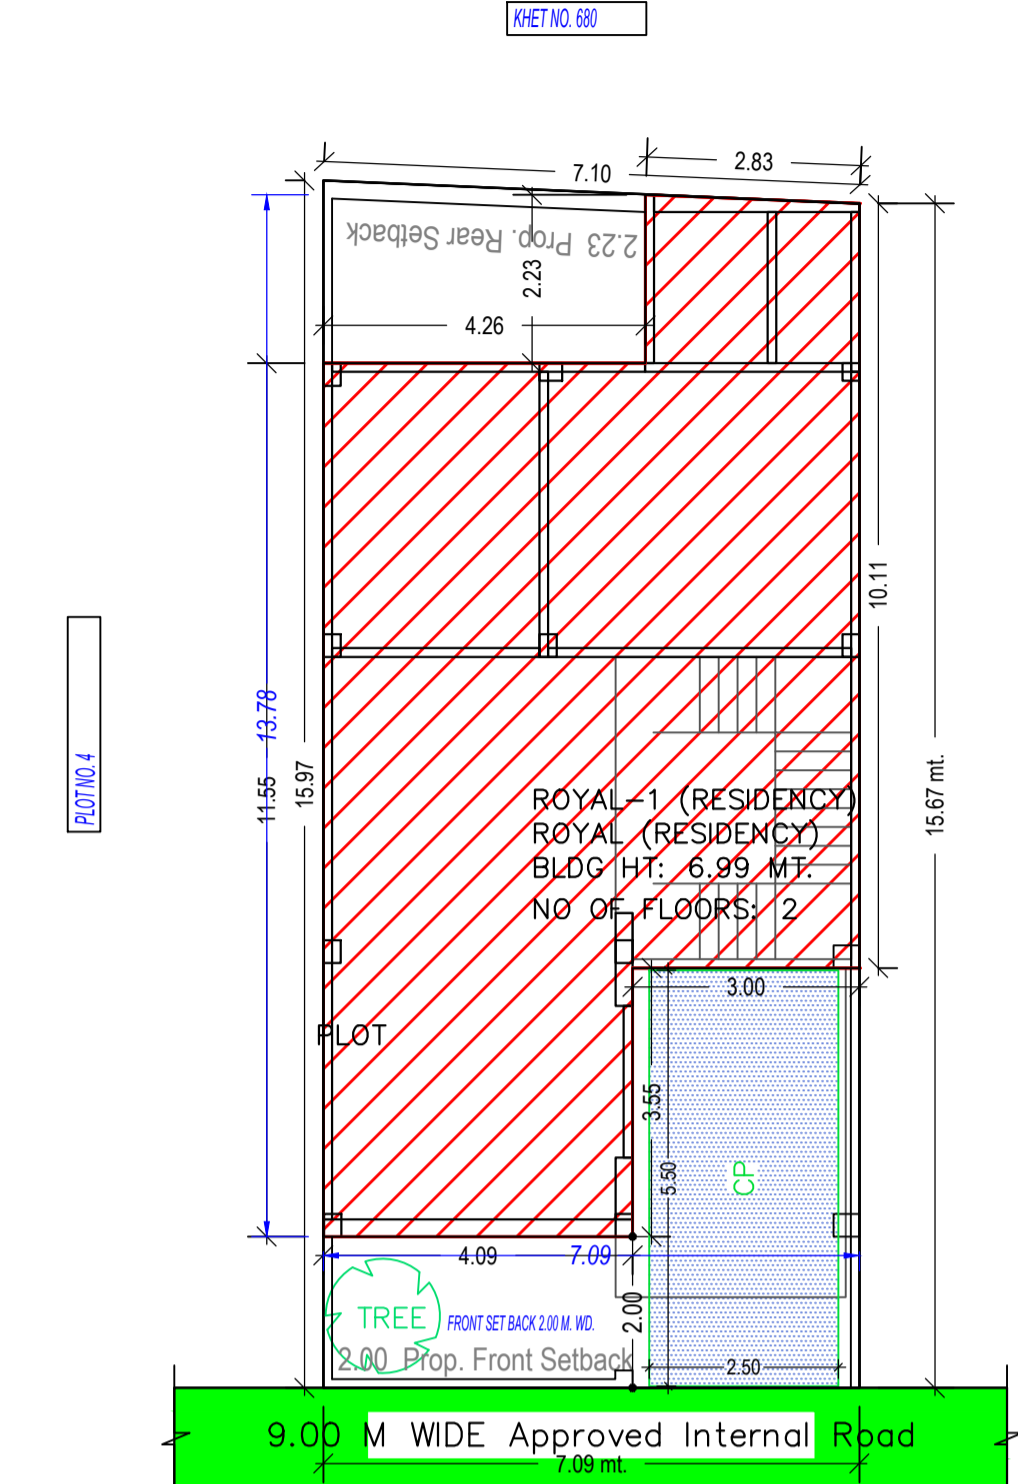 KHET NO. 680
2.83
7.10
2.23 Prop. Rear Setback
2.23
4.26
10.11
PLOT NO. 4
13.78
11.55
15.97
15.67 mt.
ROYAL-1 (RESIDENCY)
ROYAL (RESIDENCY)
BLDG HT: 6.99 MT.
NO OF FLOORS: 2
3.00
PLOT
3.55
5.50
CP
4.09
7.09
2.00
TREE
FRONT SET BACK 2.00 M. WD.
2.00 Prop. Front Setback
2.50
9.00 M WIDE Approved Internal Road
7.09 mt.